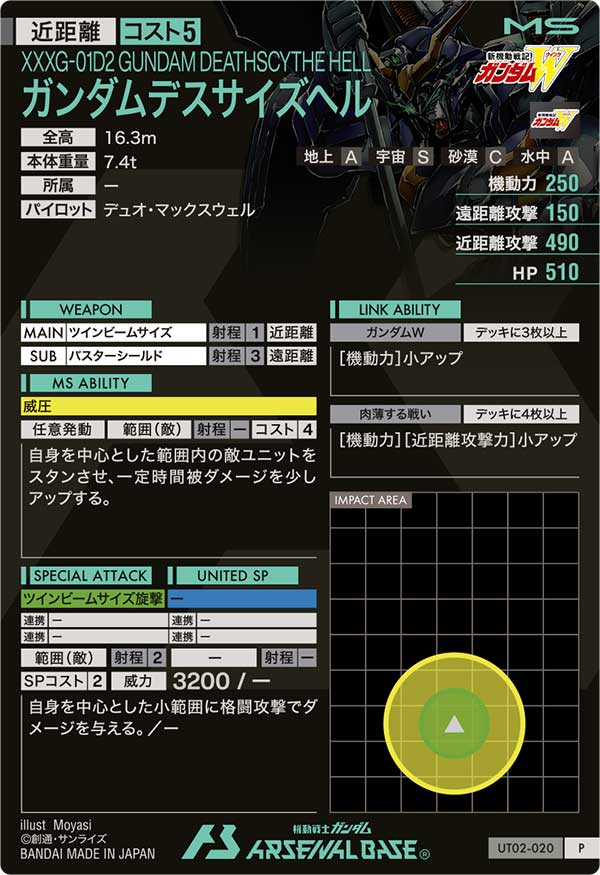 近距離 コスト5
MS
XXXG-01D2 GUNDAM DEATHSCYTHE HELL
ガンダムデスサイズヘル
新機動戦記
ガンダムW
ウイング
全高 16.3m
本体重量 7.4t
所属 ー
パイロット デュオ・マックスウェル
地上 A 宇宙 S 砂漠 C 水中 A
機動力 250
遠距離攻撃 150
近距離攻撃 490
HP 510
WEAPON
MAIN ツインビームサイズ 射程 1 近距離
SUB バスターシールド 射程 3 遠距離
MS ABILITY
威圧
任意発動 範囲(敵) 射程 ー コスト 4
自身を中心とした範囲内の敵ユニットを
スタンさせ、一定時間被ダメージを少し
アップする。
LINK ABILITY
ガンダムW デッキに3枚以上
[機動力]小アップ
肉薄する戦い デッキに4枚以上
[機動力][近距離攻撃力]小アップ
IMPACT AREA
SPECIAL ATTACK UNITED SP
ツインビームサイズ旋撃 ー
連携 ー 連携 ー
連携 ー 連携 ー
範囲(敵) 射程 2 ー 射程 ー
SPコスト 2 威力 3200 / ー
自身を中心とした小範囲に格闘攻撃でダ
メージを与える。／ー
illust Moyasi
©創通・サンライズ
BANDAI MADE IN JAPAN
機動戦士ガンダム
ARSENAL BASE®
UT02-020 P